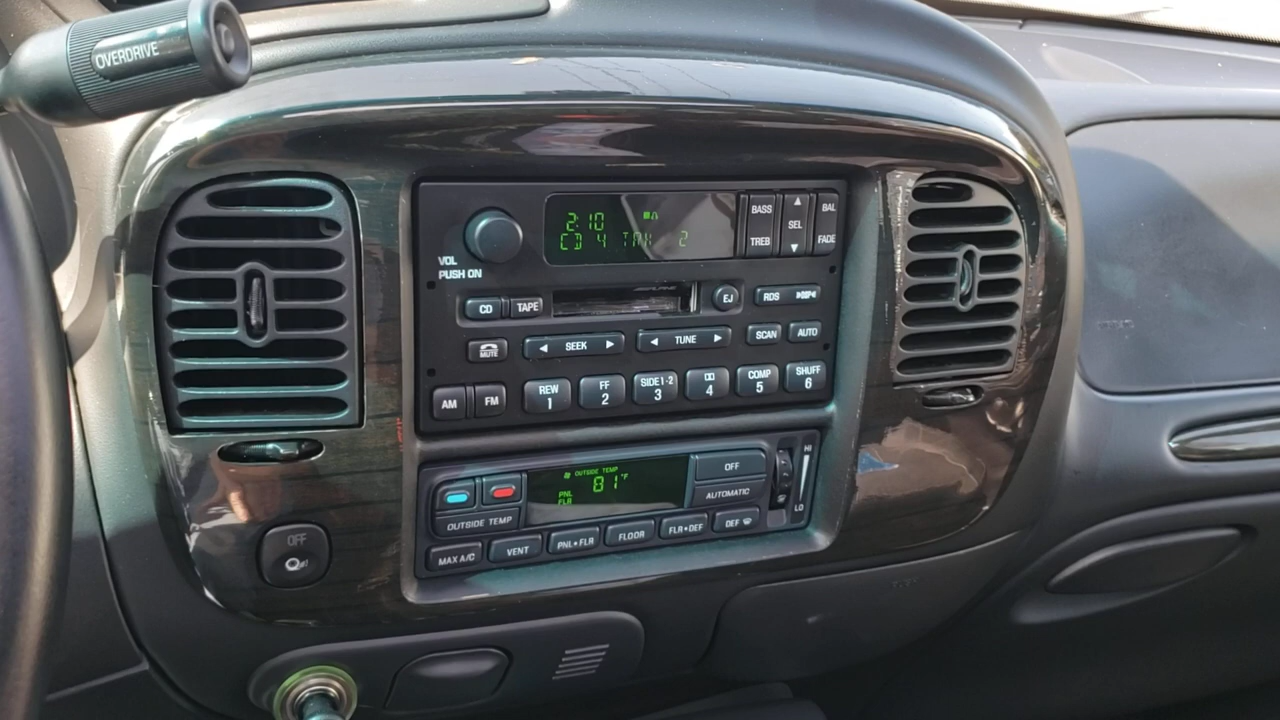 OVERDRIVE
2:10
CD 4 TRK 2
BASS
TREB
▲
SEL
▼
BAL
FADE
VOL
PUSH ON
CD
TAPE
ALPINE
EJ
RDS
MUTE
◄ SEEK ►
◄ TUNE ►
SCAN
AUTO
AM
FM
REW
1
FF
2
SIDE 1·2
3
4
COMP
5
SHUFF
6
OUTSIDE TEMP
81°F
PNL
FLR
OFF
AUTOMATIC
HI
LO
OUTSIDE TEMP
MAX A/C
VENT
PNL•FLR
FLOOR
FLR•DEF
DEF
OFF